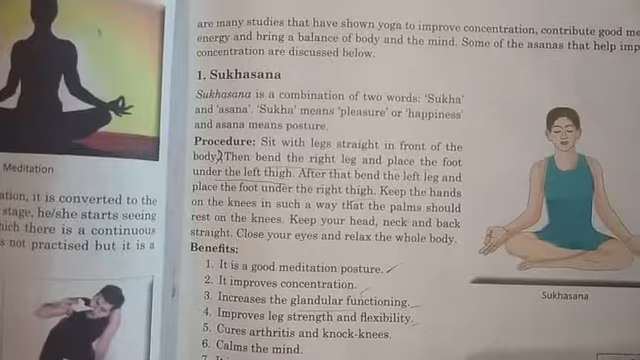 Meditation
ation, it is converted to the
stage, he/she starts seeing
hich there is a continuous
s not practised but it is a
are many studies that have shown yoga to improve concentration, contribute good me
energy and bring a balance of body and the mind. Some of the asanas that help imp
concentration are discussed below.
1. Sukhasana
Sukhasana is a combination of two words: 'Sukha'
and 'asana'. 'Sukha' means 'pleasure' or 'happiness'
and asana means posture.
Procedure: Sit with legs straight in front of the
body. Then bend the right leg and place the foot
under the left thigh. After that bend the left leg and
place the foot under the right thigh. Keep the hands
on the knees in such a way that the palms should
rest on the knees. Keep your head, neck and back
straight. Close your eyes and relax the whole body.
Benefits:
1. It is a good meditation posture.
2. It improves concentration.
3. Increases the glandular functioning.
4. Improves leg strength and flexibility.
5. Cures arthritis and knock-knees.
6. Calms the mind.
Sukhasana